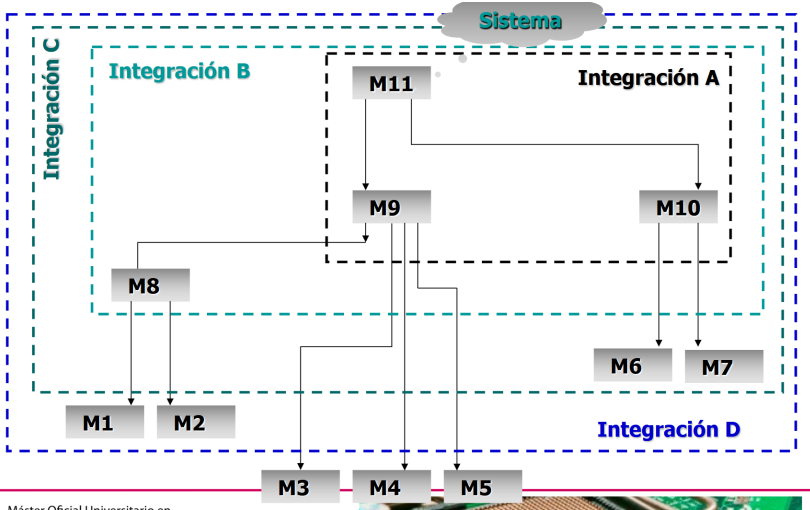 Sistema
Integración C
Integración B
Integración A
M11
M9
M10
M8
M6
M7
M1
M2
Integración D
M3
M4
M5
Máster Oficial Universitario en